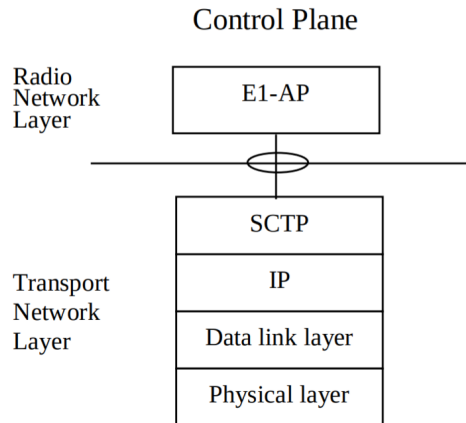 Control Plane
Radio
Network
Layer
E1-AP
SCTP
Transport
Network
Layer
IP
Data link layer
Physical layer